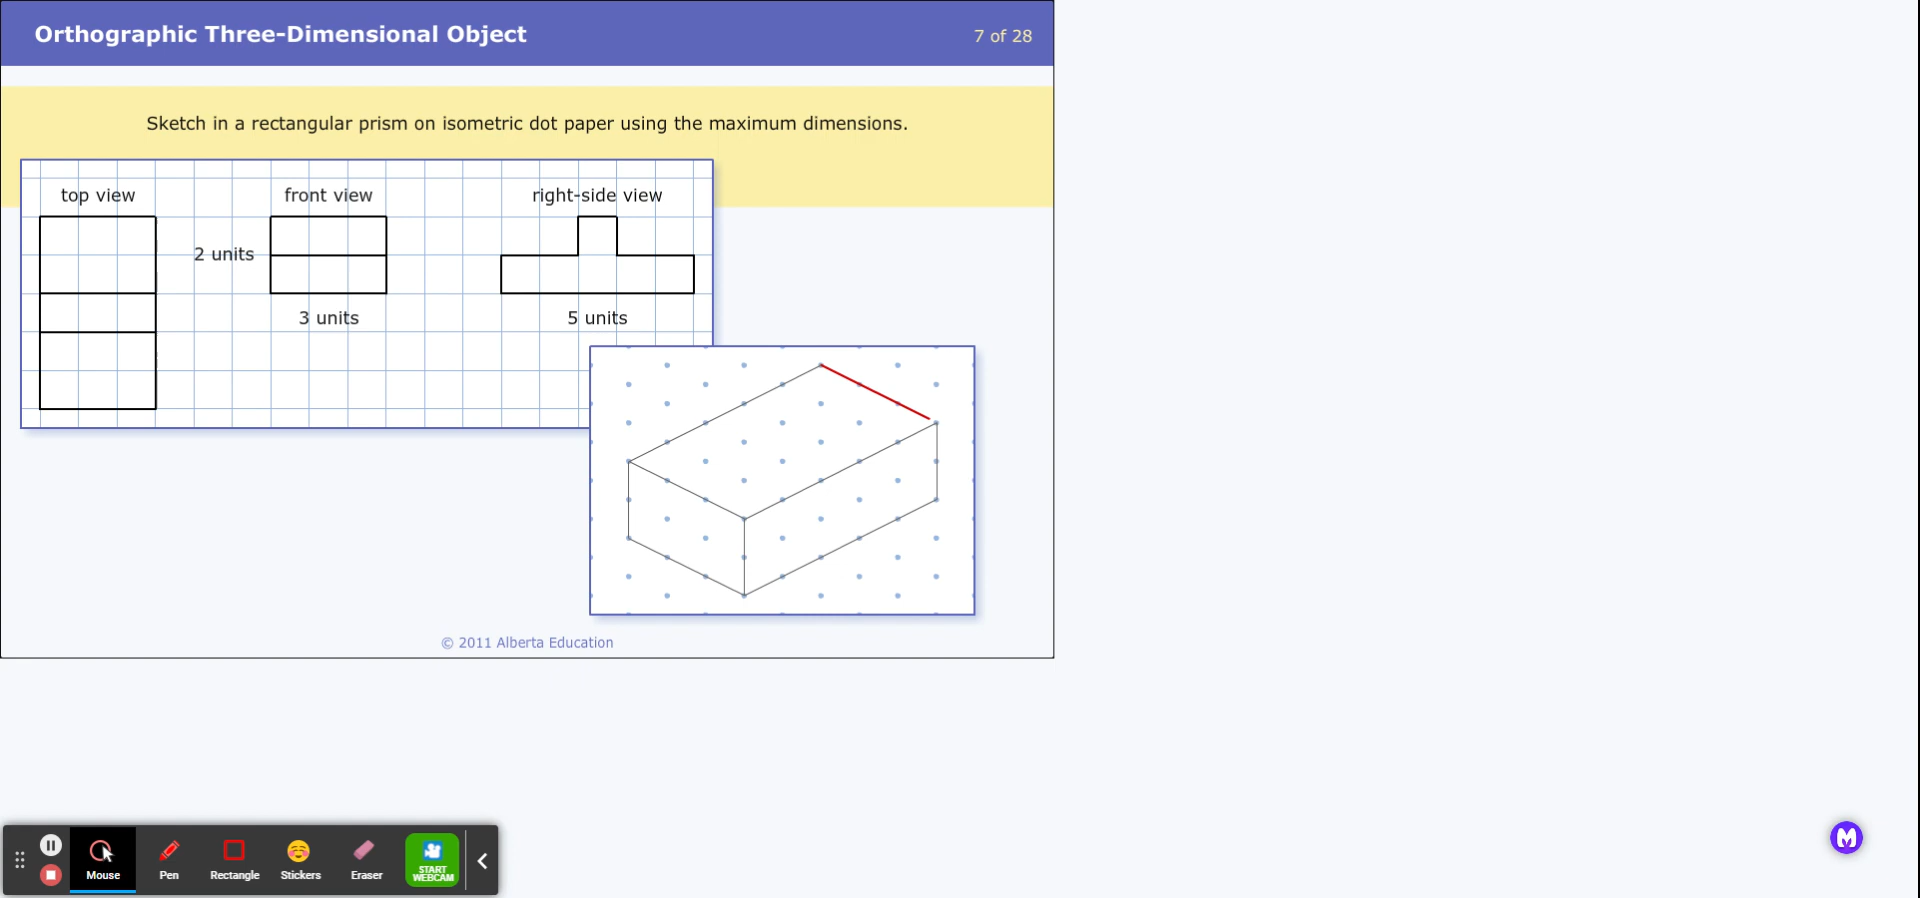 Orthographic Three-Dimensional Object
7 of 28
Sketch in a rectangular prism on isometric dot paper using the maximum dimensions.
top view
front view
right-side view
2 units
3 units
5 units
© 2011 Alberta Education
Mouse
Pen
Rectangle
Stickers
Eraser
START
WEBCAM